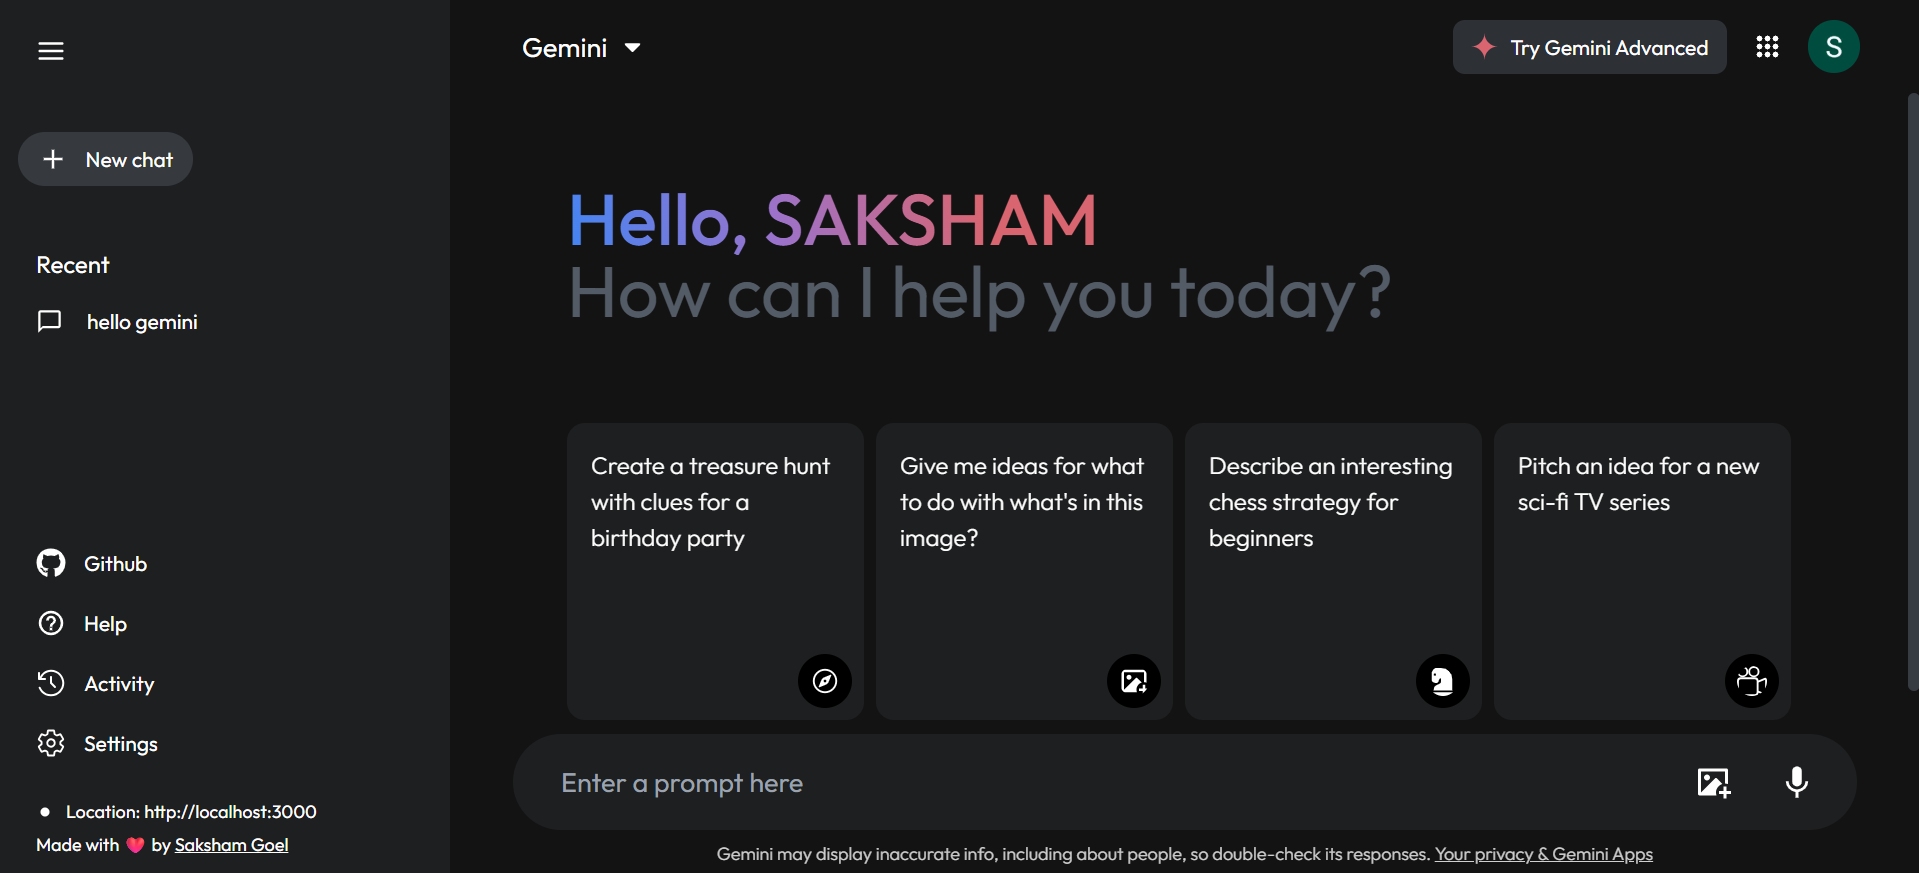 New chat
Recent
hello gemini
Github
Help
Activity
Settings
Location: http://localhost:3000
Made with ❤️ by Saksham Goel
Gemini
Try Gemini Advanced
S
Hello, SAKSHAM
How can I help you today?
Create a treasure hunt
with clues for a
birthday party
Give me ideas for what
to do with what's in this
image?
Describe an interesting
chess strategy for
beginners
Pitch an idea for a new
sci-fi TV series
Enter a prompt here
Gemini may display inaccurate info, including about people, so double-check its responses. Your privacy & Gemini Apps